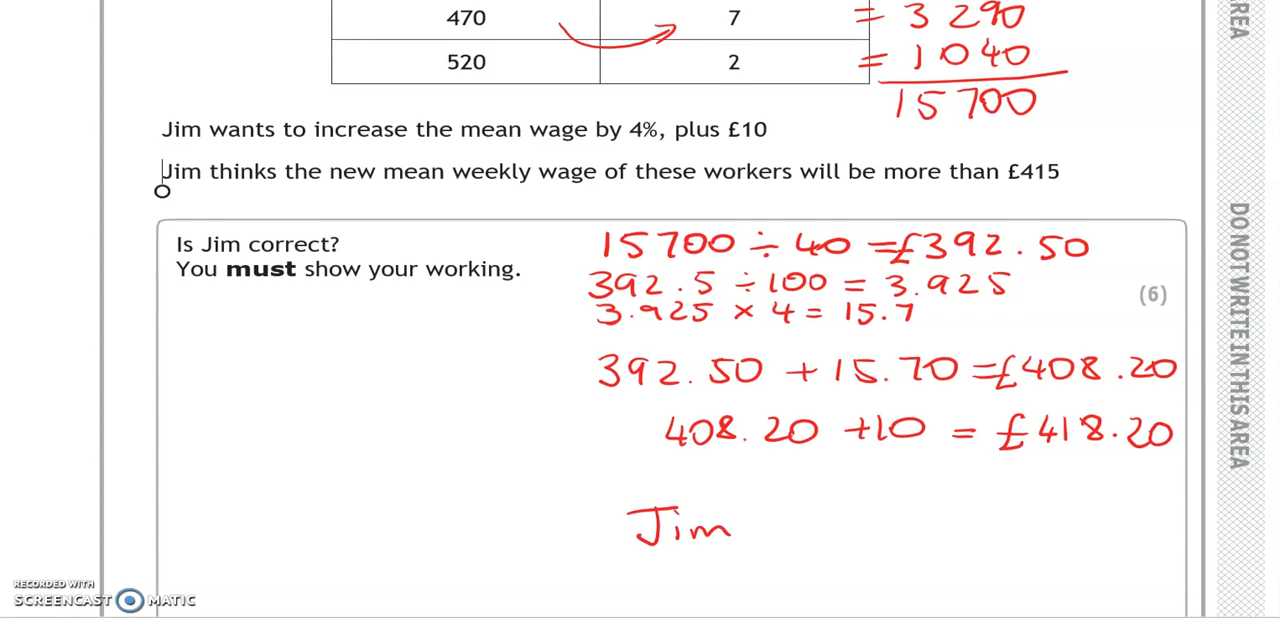 470 7 = 3 290
520 2 = 1 040
15 700
Jim wants to increase the mean wage by 4%, plus £10
Jim thinks the new mean weekly wage of these workers will be more than £415
Is Jim correct?
You must show your working.
15 700 ÷ 40 = £392.50
392.5 ÷ 100 = 3.925
(6)
3.925 × 4 = 15.7
392.50 + 15.70 = £408.20
408.20 + 10 = £418.20
Jim
AREA
DO NOT WRITE IN THIS AREA
RECORDED WITH
SCREENCAST MATIC